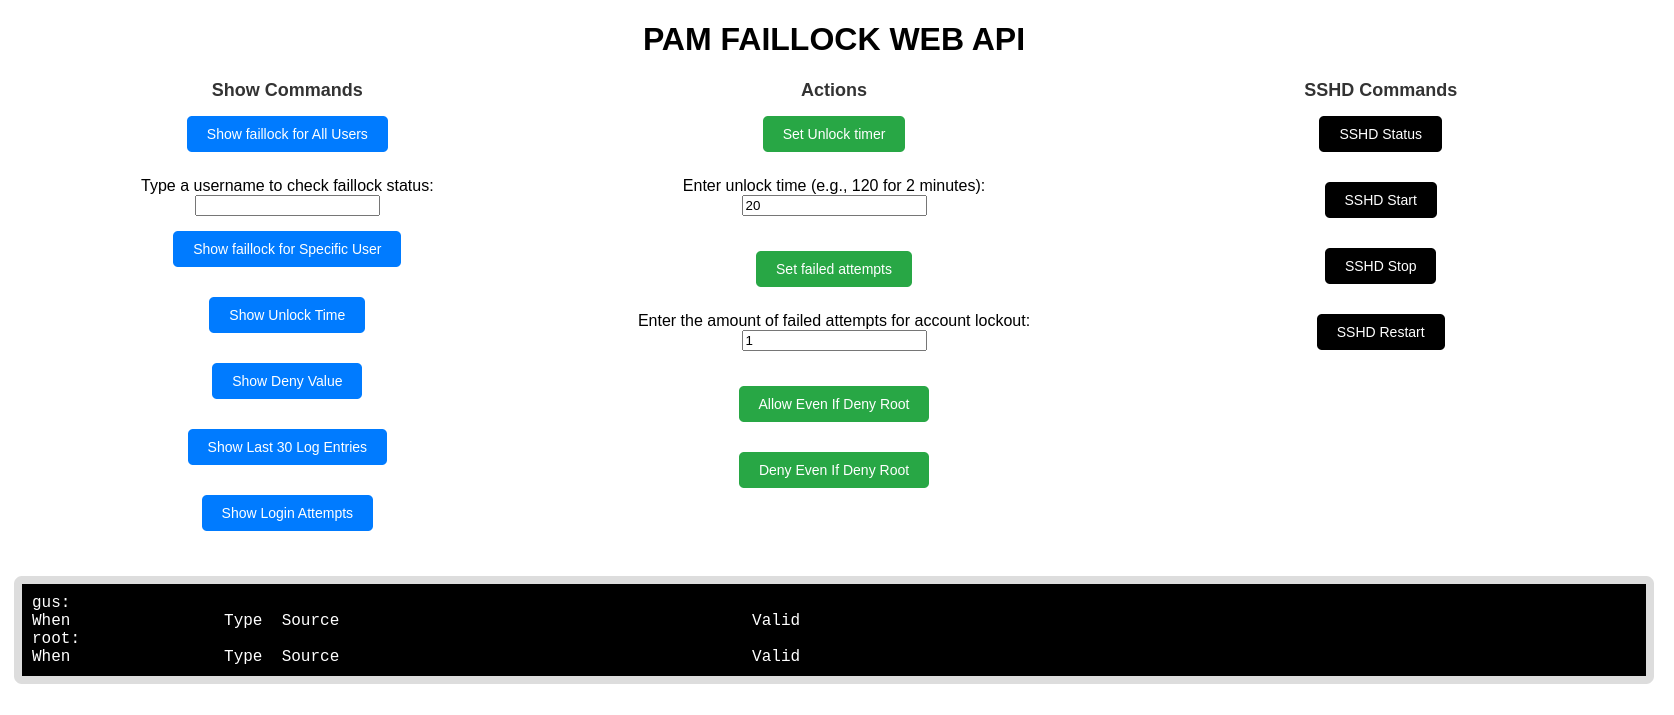 PAM FAILLOCK WEB API
Show Commands
Show faillock for All Users
Type a username to check faillock status:
Show faillock for Specific User
Show Unlock Time
Show Deny Value
Show Last 30 Log Entries
Show Login Attempts
Actions
Set Unlock timer
Enter unlock time (e.g., 120 for 2 minutes):
20
Set failed attempts
Enter the amount of failed attempts for account lockout:
1
Allow Even If Deny Root
Deny Even If Deny Root
SSHD Commands
SSHD Status
SSHD Start
SSHD Stop
SSHD Restart
gus:
When Type Source Valid
root:
When Type Source Valid